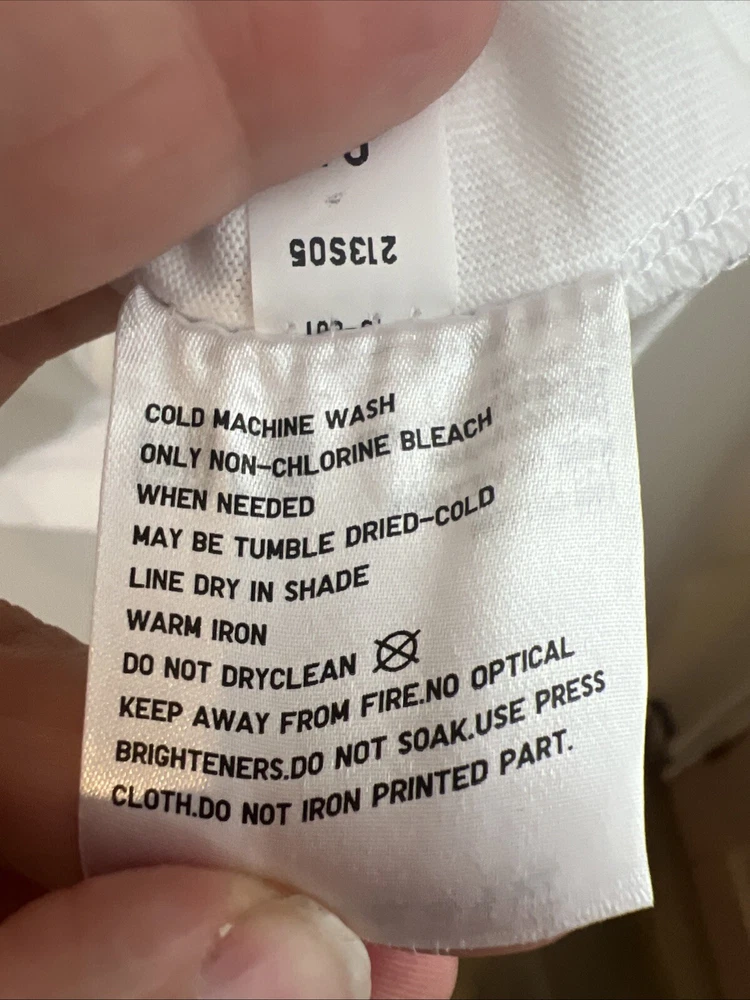 213S05
COLD MACHINE WASH
ONLY NON-CHLORINE BLEACH
WHEN NEEDED
MAY BE TUMBLE DRIED-COLD
LINE DRY IN SHADE
WARM IRON
DO NOT DRYCLEAN
KEEP AWAY FROM FIRE.NO OPTICAL
BRIGHTENERS.DO NOT SOAK.USE PRESS
CLOTH.DO NOT IRON PRINTED PART.